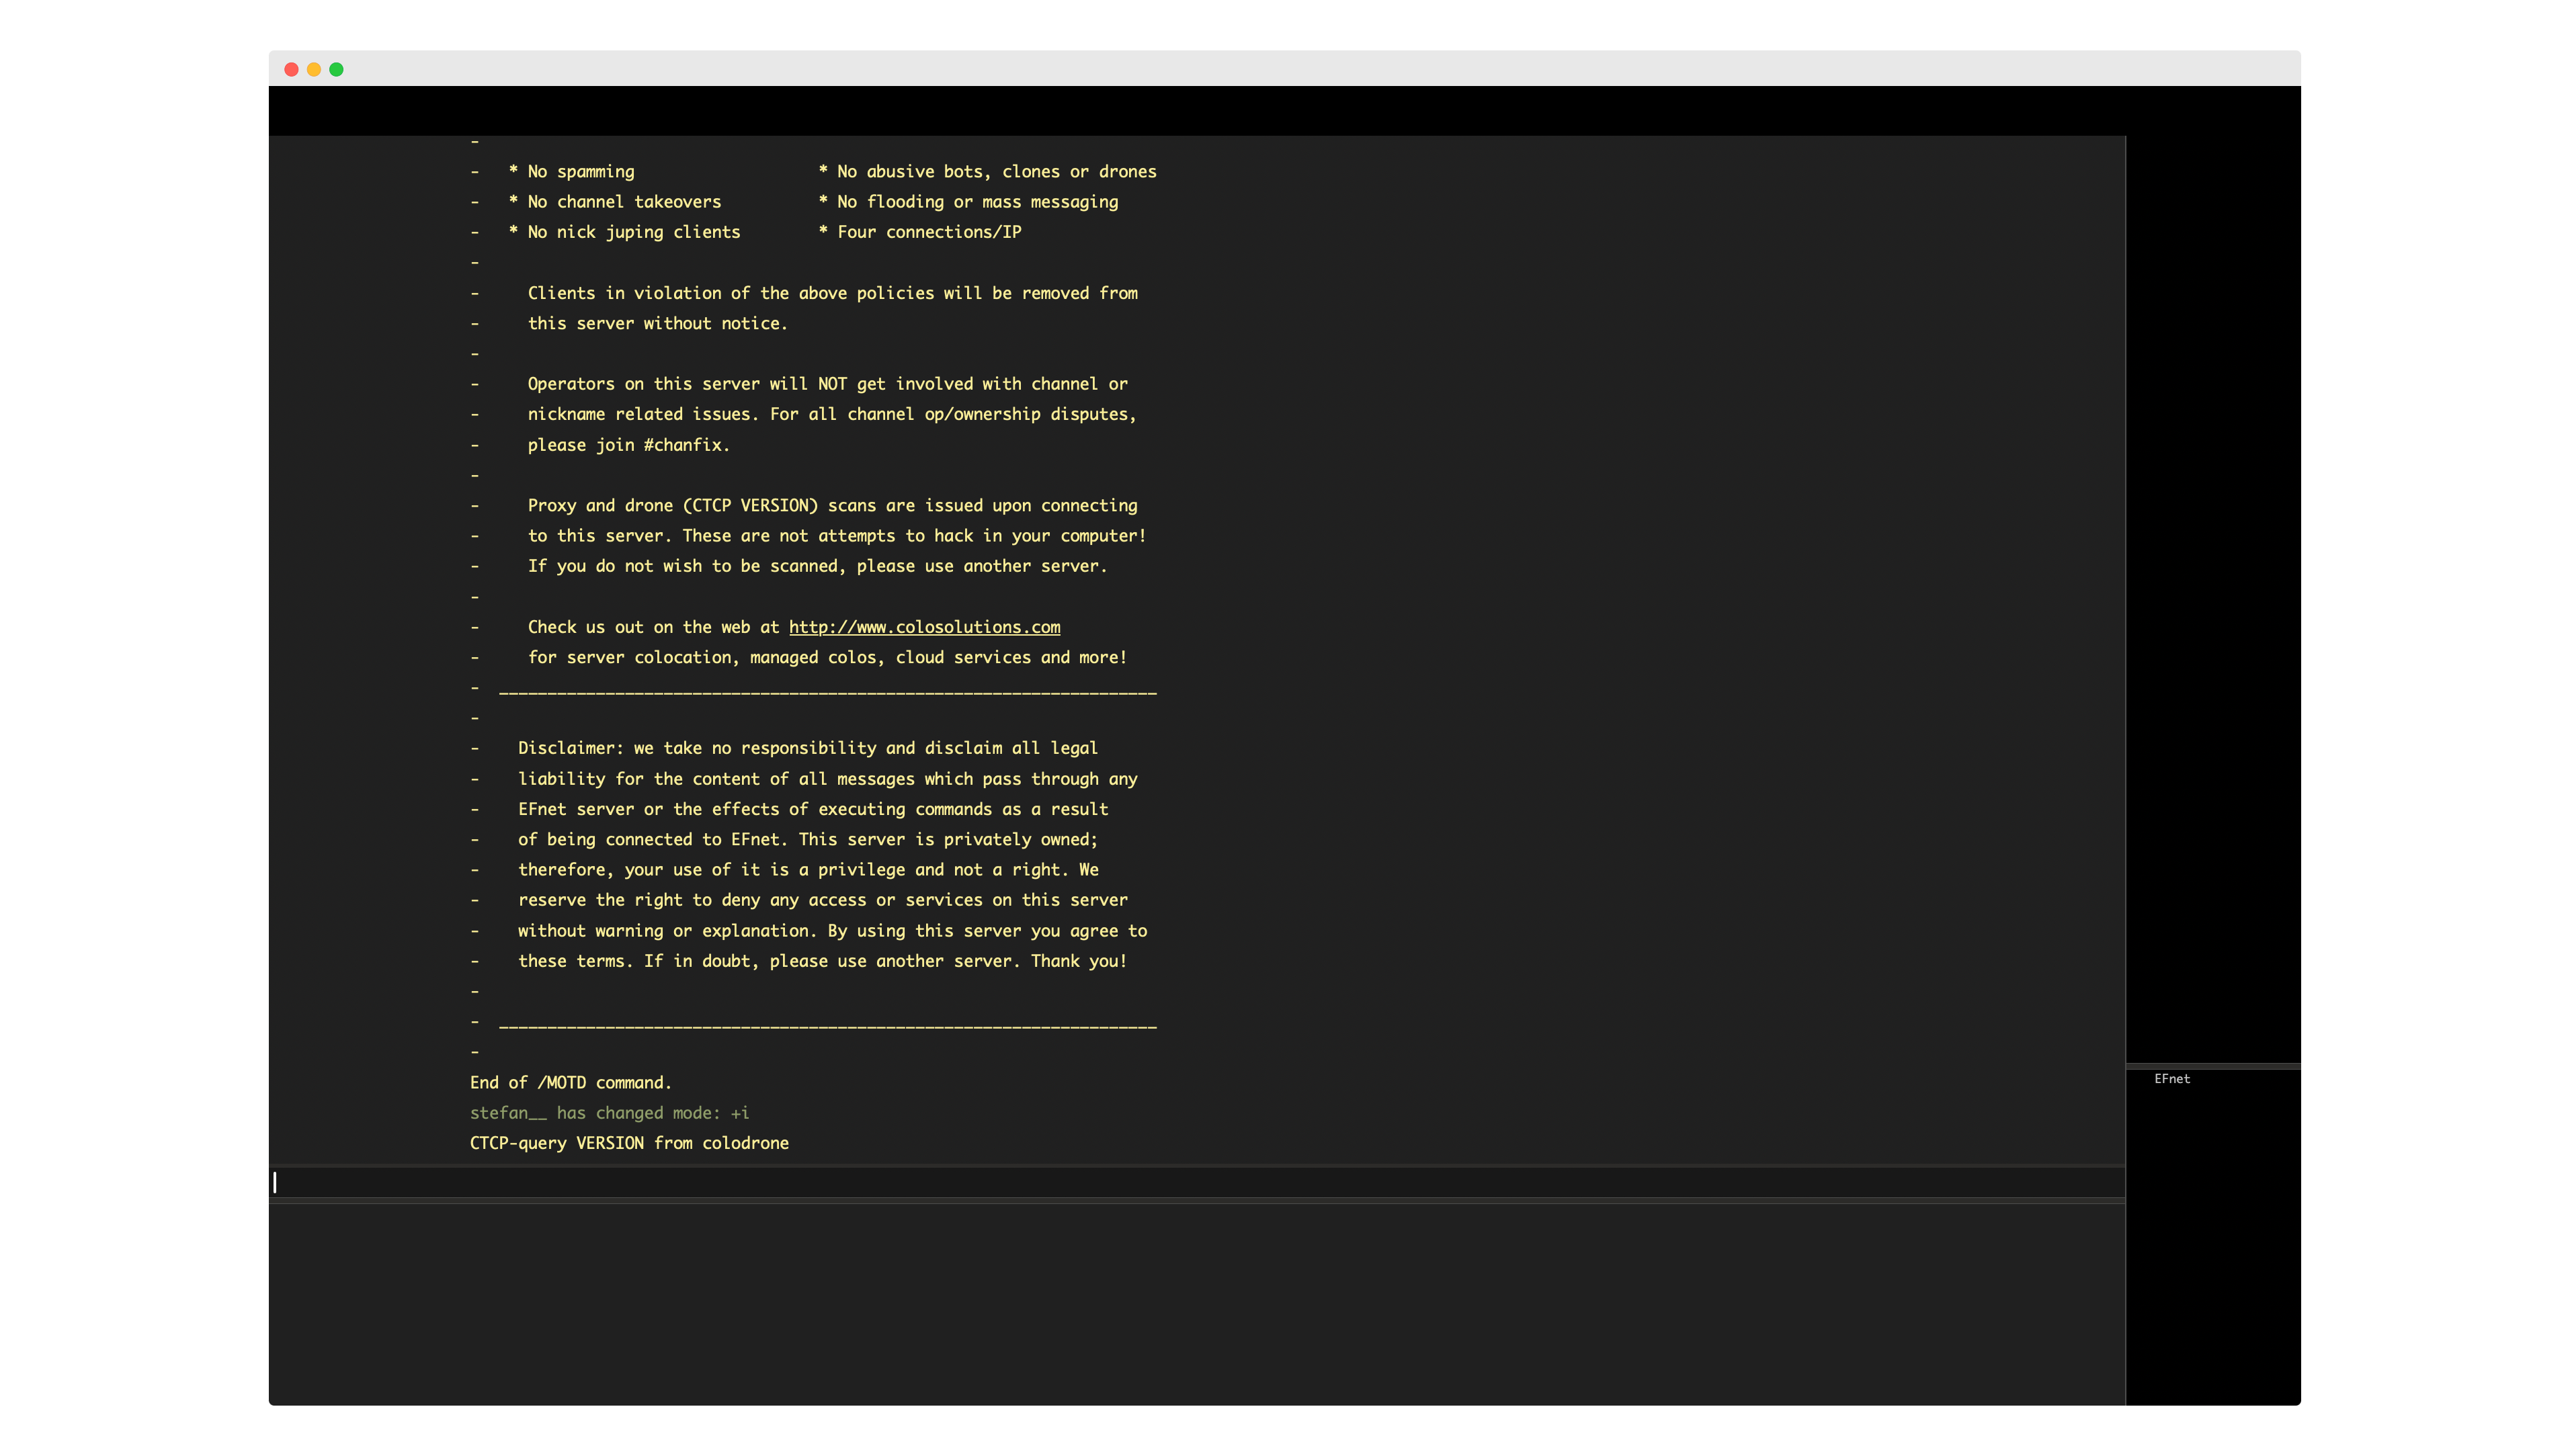 -
-   * No spamming                   * No abusive bots, clones or drones
-   * No channel takeovers          * No flooding or mass messaging
-   * No nick juping clients        * Four connections/IP
-
-     Clients in violation of the above policies will be removed from
-     this server without notice.
-
-     Operators on this server will NOT get involved with channel or
-     nickname related issues. For all channel op/ownership disputes,
-     please join #chanfix.
-
-     Proxy and drone (CTCP VERSION) scans are issued upon connecting
-     to this server. These are not attempts to hack in your computer!
-     If you do not wish to be scanned, please use another server.
-
-     Check us out on the web at http://www.colosolutions.com
-     for server colocation, managed colos, cloud services and more!
-  ____________________________________________________________________
-
-    Disclaimer: we take no responsibility and disclaim all legal
-    liability for the content of all messages which pass through any
-    EFnet server or the effects of executing commands as a result
-    of being connected to EFnet. This server is privately owned;
-    therefore, your use of it is a privilege and not a right. We
-    reserve the right to deny any access or services on this server
-    without warning or explanation. By using this server you agree to
-    these terms. If in doubt, please use another server. Thank you!
-
-  ____________________________________________________________________
-
End of /MOTD command.
stefan__ has changed mode: +i
CTCP-query VERSION from colodrone
EFnet